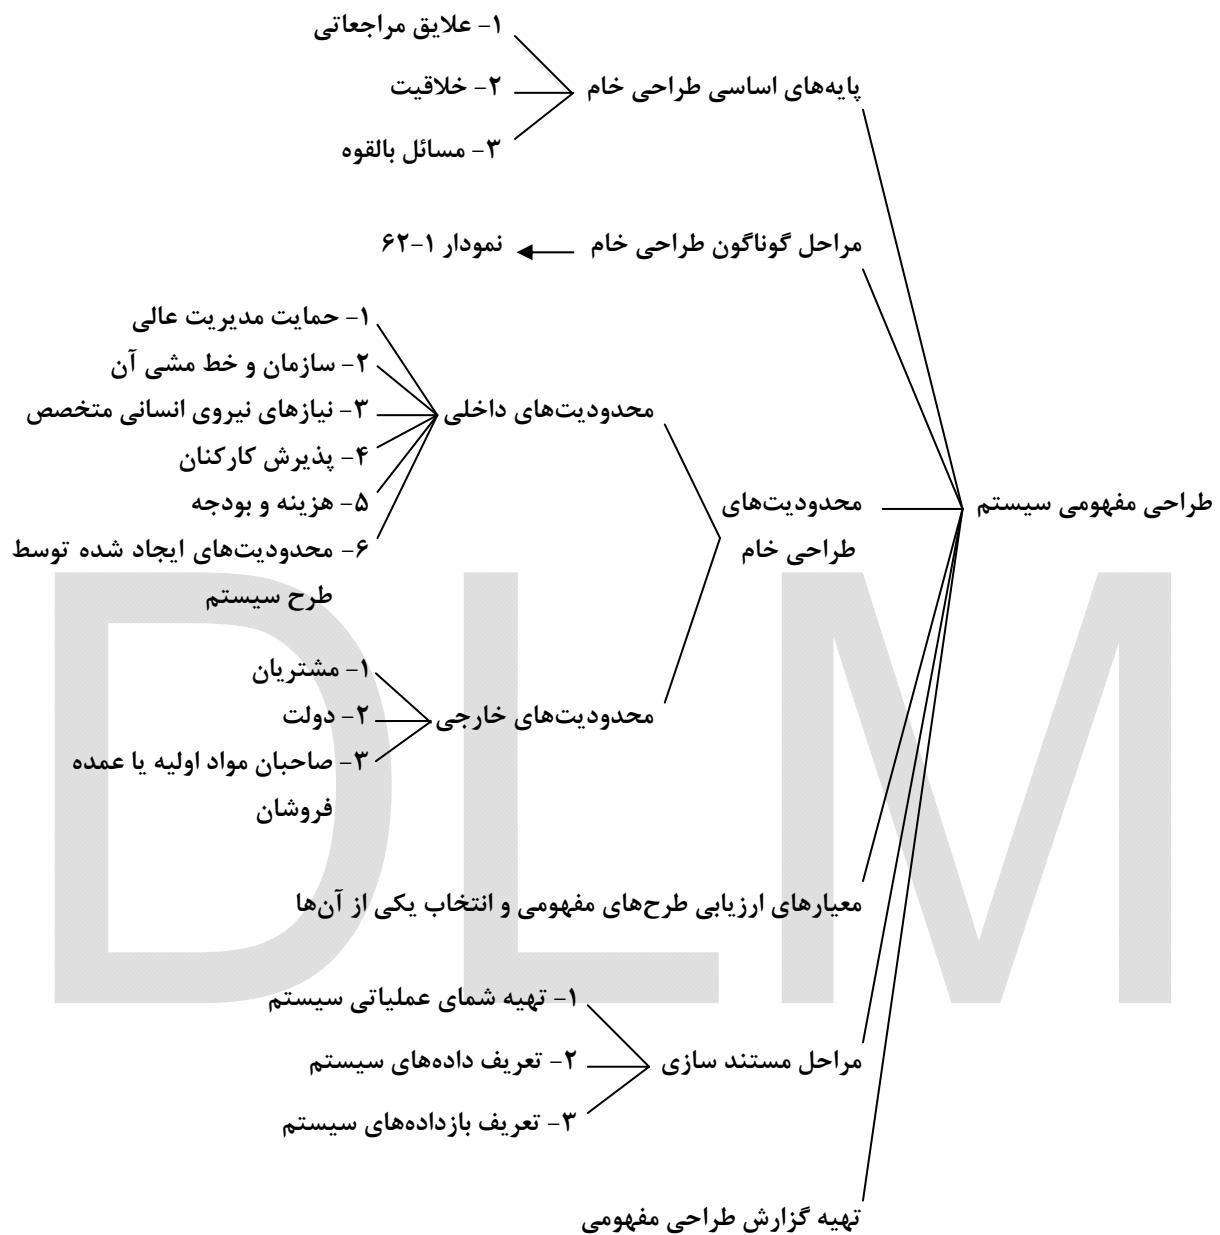 ۱- علایق مراجعاتی
پایه‌های اساسی طراحی خام
۲- خلاقیت
۳- مسائل بالقوه
مراحل گوناگون طراحی خام
نمودار ۱-۶۲
۱- حمایت مدیریت عالی
۲- سازمان و خط مشی آن
محدودیت‌های داخلی
۳- نیازهای نیروی انسانی متخصص
۴- پذیرش کارکنان
طراحی مفهومی سیستم
محدودیت‌های
طراحی خام
۵- هزینه و بودجه
۶- محدودیت‌های ایجاد شده توسط
طرح سیستم
۱- مشتریان
محدودیت‌های خارجی
۲- دولت
۳- صاحبان مواد اولیه یا عمده
فروشان
DLM
معیارهای ارزیابی طرح‌های مفهومی و انتخاب یکی از آن‌ها
۱- تهیه شمای عملیاتی سیستم
مراحل مستند سازی
۲- تعریف داده‌های سیستم
۳- تعریف بازداده‌های سیستم
تهیه گزارش طراحی مفهومی